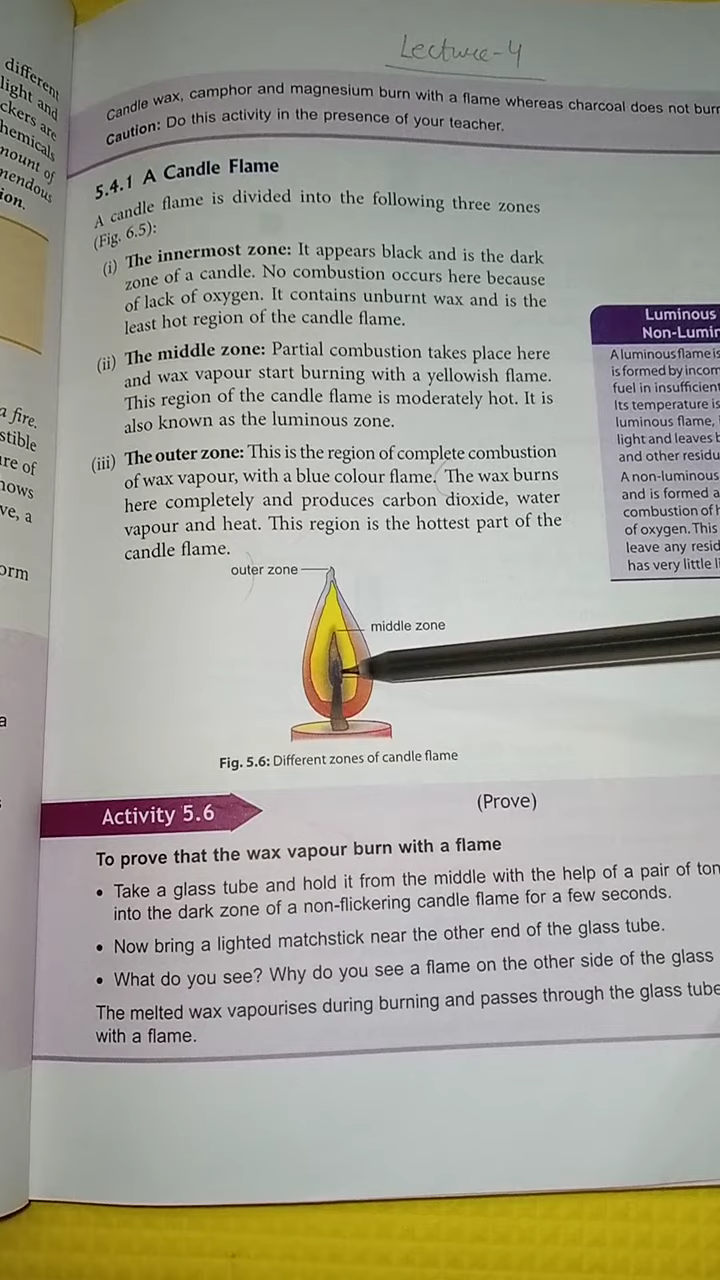 different
light and
ckers are
hemicals
nount of
nendous
ion.
a fire.
stible
ure of
nows
ve, a
orm
a
Lecture-4
Candle wax, camphor and magnesium burn with a flame whereas charcoal does not burn
Caution: Do this activity in the presence of your teacher.
5.4.1 A Candle Flame
A candle flame is divided into the following three zones
(Fig. 6.5):
(i) The innermost zone: It appears black and is the dark
zone of a candle. No combustion occurs here because
of lack of oxygen. It contains unburnt wax and is the
least hot region of the candle flame.
(ii) The middle zone: Partial combustion takes place here
and wax vapour start burning with a yellowish flame.
This region of the candle flame is moderately hot. It is
also known as the luminous zone.
(iii) The outer zone: This is the region of complete combustion
of wax vapour, with a blue colour flame. The wax burns
here completely and produces carbon dioxide, water
vapour and heat. This region is the hottest part of the
candle flame.
outer zone
middle zone
Fig. 5.6: Different zones of candle flame
Luminous
Non-Lumin
A luminous flame is
is formed by incom
fuel in insufficient
Its temperature is
luminous flame,
light and leaves b
and other residu
A non-luminous
and is formed a
combustion of h
of oxygen. This
leave any resid
has very little li
Activity 5.6
(Prove)
To prove that the wax vapour burn with a flame
• Take a glass tube and hold it from the middle with the help of a pair of ton
into the dark zone of a non-flickering candle flame for a few seconds.
• Now bring a lighted matchstick near the other end of the glass tube.
• What do you see? Why do you see a flame on the other side of the glass
The melted wax vapourises during burning and passes through the glass tube
with a flame.